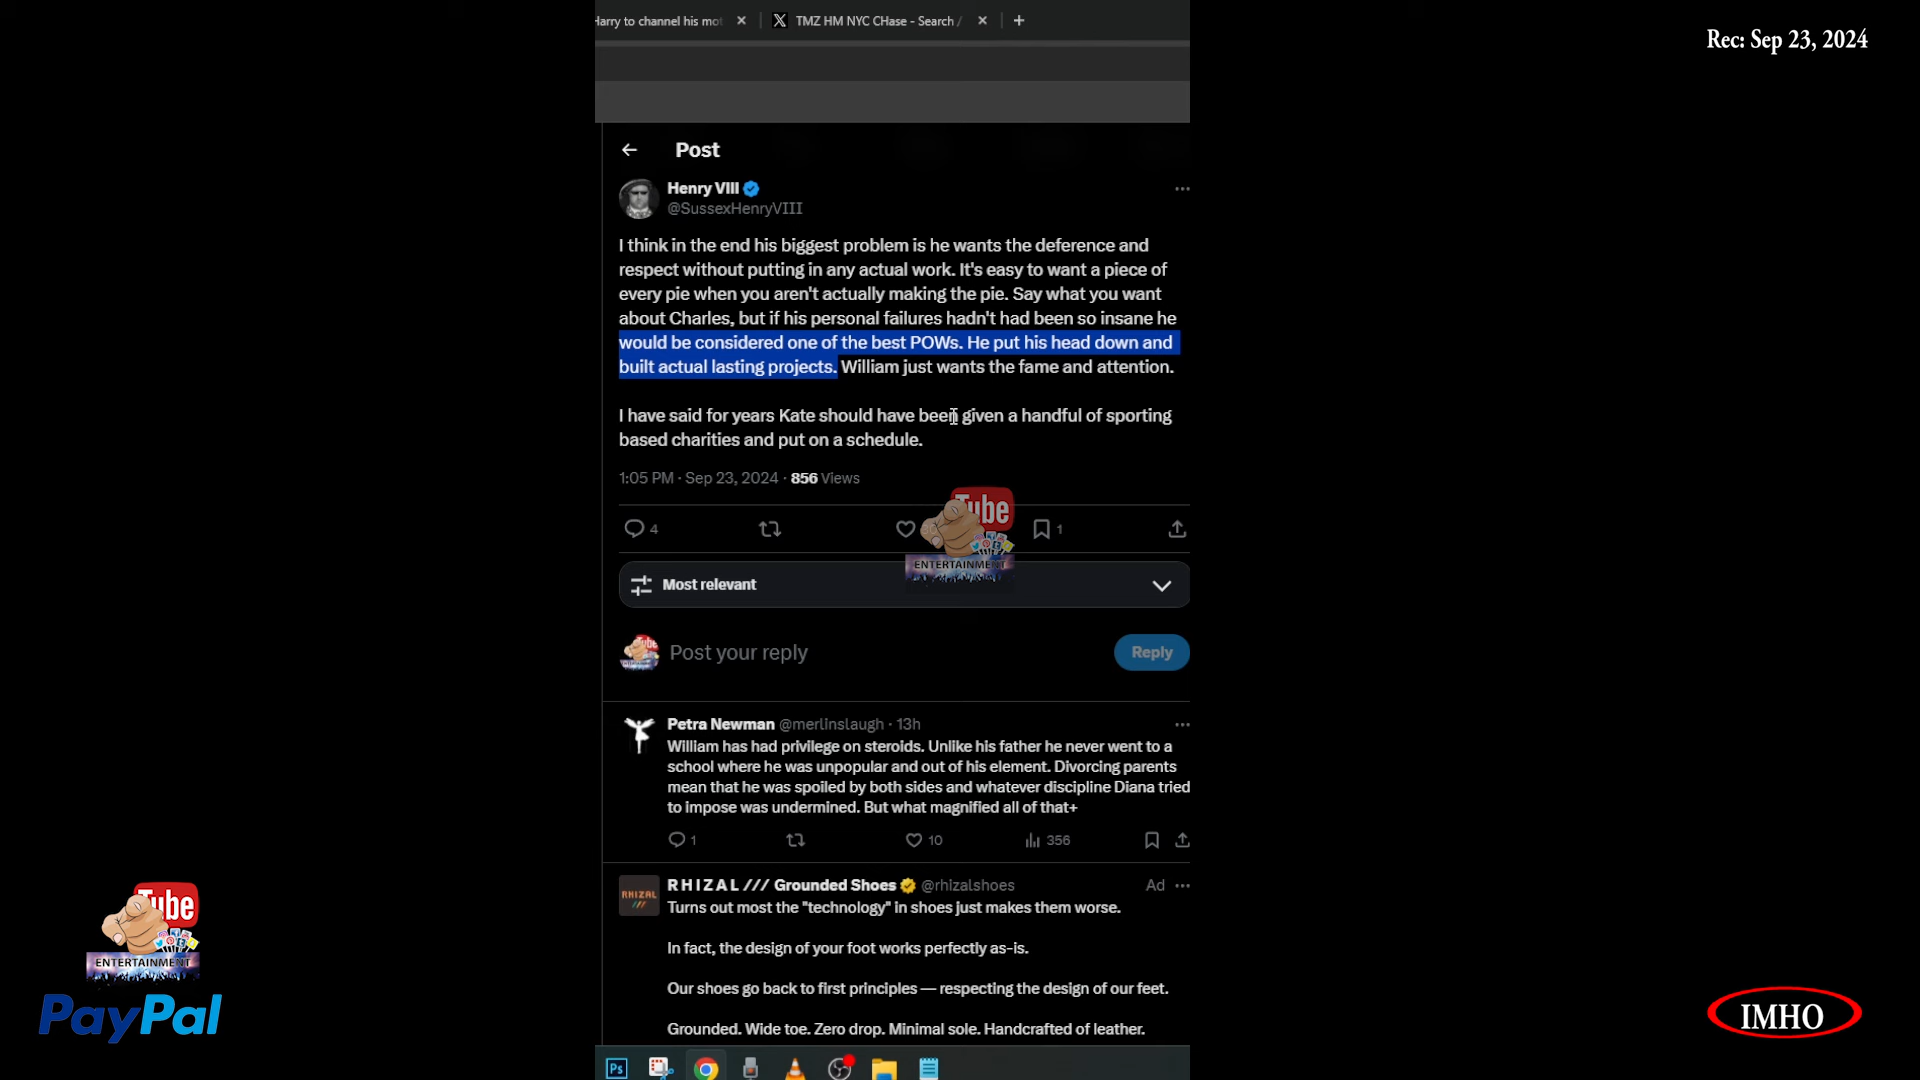 Harry to channel his mot
TMZ HM NYC CHase - Search /
Rec: Sep 23, 2024
Post
Henry VIII
@SussexHenryVIII
I think in the end his biggest problem is he wants the deference and
respect without putting in any actual work. It's easy to want a piece of
every pie when you aren't actually making the pie. Say what you want
about Charles, but if his personal failures hadn't had been so insane he
would be considered one of the best POWs. He put his head down and
built actual lasting projects. William just wants the fame and attention.
I have said for years Kate should have been given a handful of sporting
based charities and put on a schedule.
1:05 PM · Sep 23, 2024 · 856 Views
4
1
Tube
ENTERTAINMENT
Most relevant
Post your reply
Reply
Petra Newman @merlinslaugh · 13h
William has had privilege on steroids. Unlike his father he never went to a
school where he was unpopular and out of his element. Divorcing parents
mean that he was spoiled by both sides and whatever discipline Diana tried
to impose was undermined. But what magnified all of that+
1
10
356
RHIZAL
R H I Z A L /// Grounded Shoes @rhizalshoes
Ad
Turns out most the "technology" in shoes just makes them worse.
In fact, the design of your foot works perfectly as-is.
Our shoes go back to first principles — respecting the design of our feet.
Grounded. Wide toe. Zero drop. Minimal sole. Handcrafted of leather.
Tube
ENTERTAINMENT
PayPal
IMHO
Ps